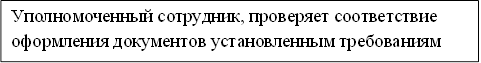 Уполномоченный сотрудник, проверяет соответствие
оформления документов установленным требованиям